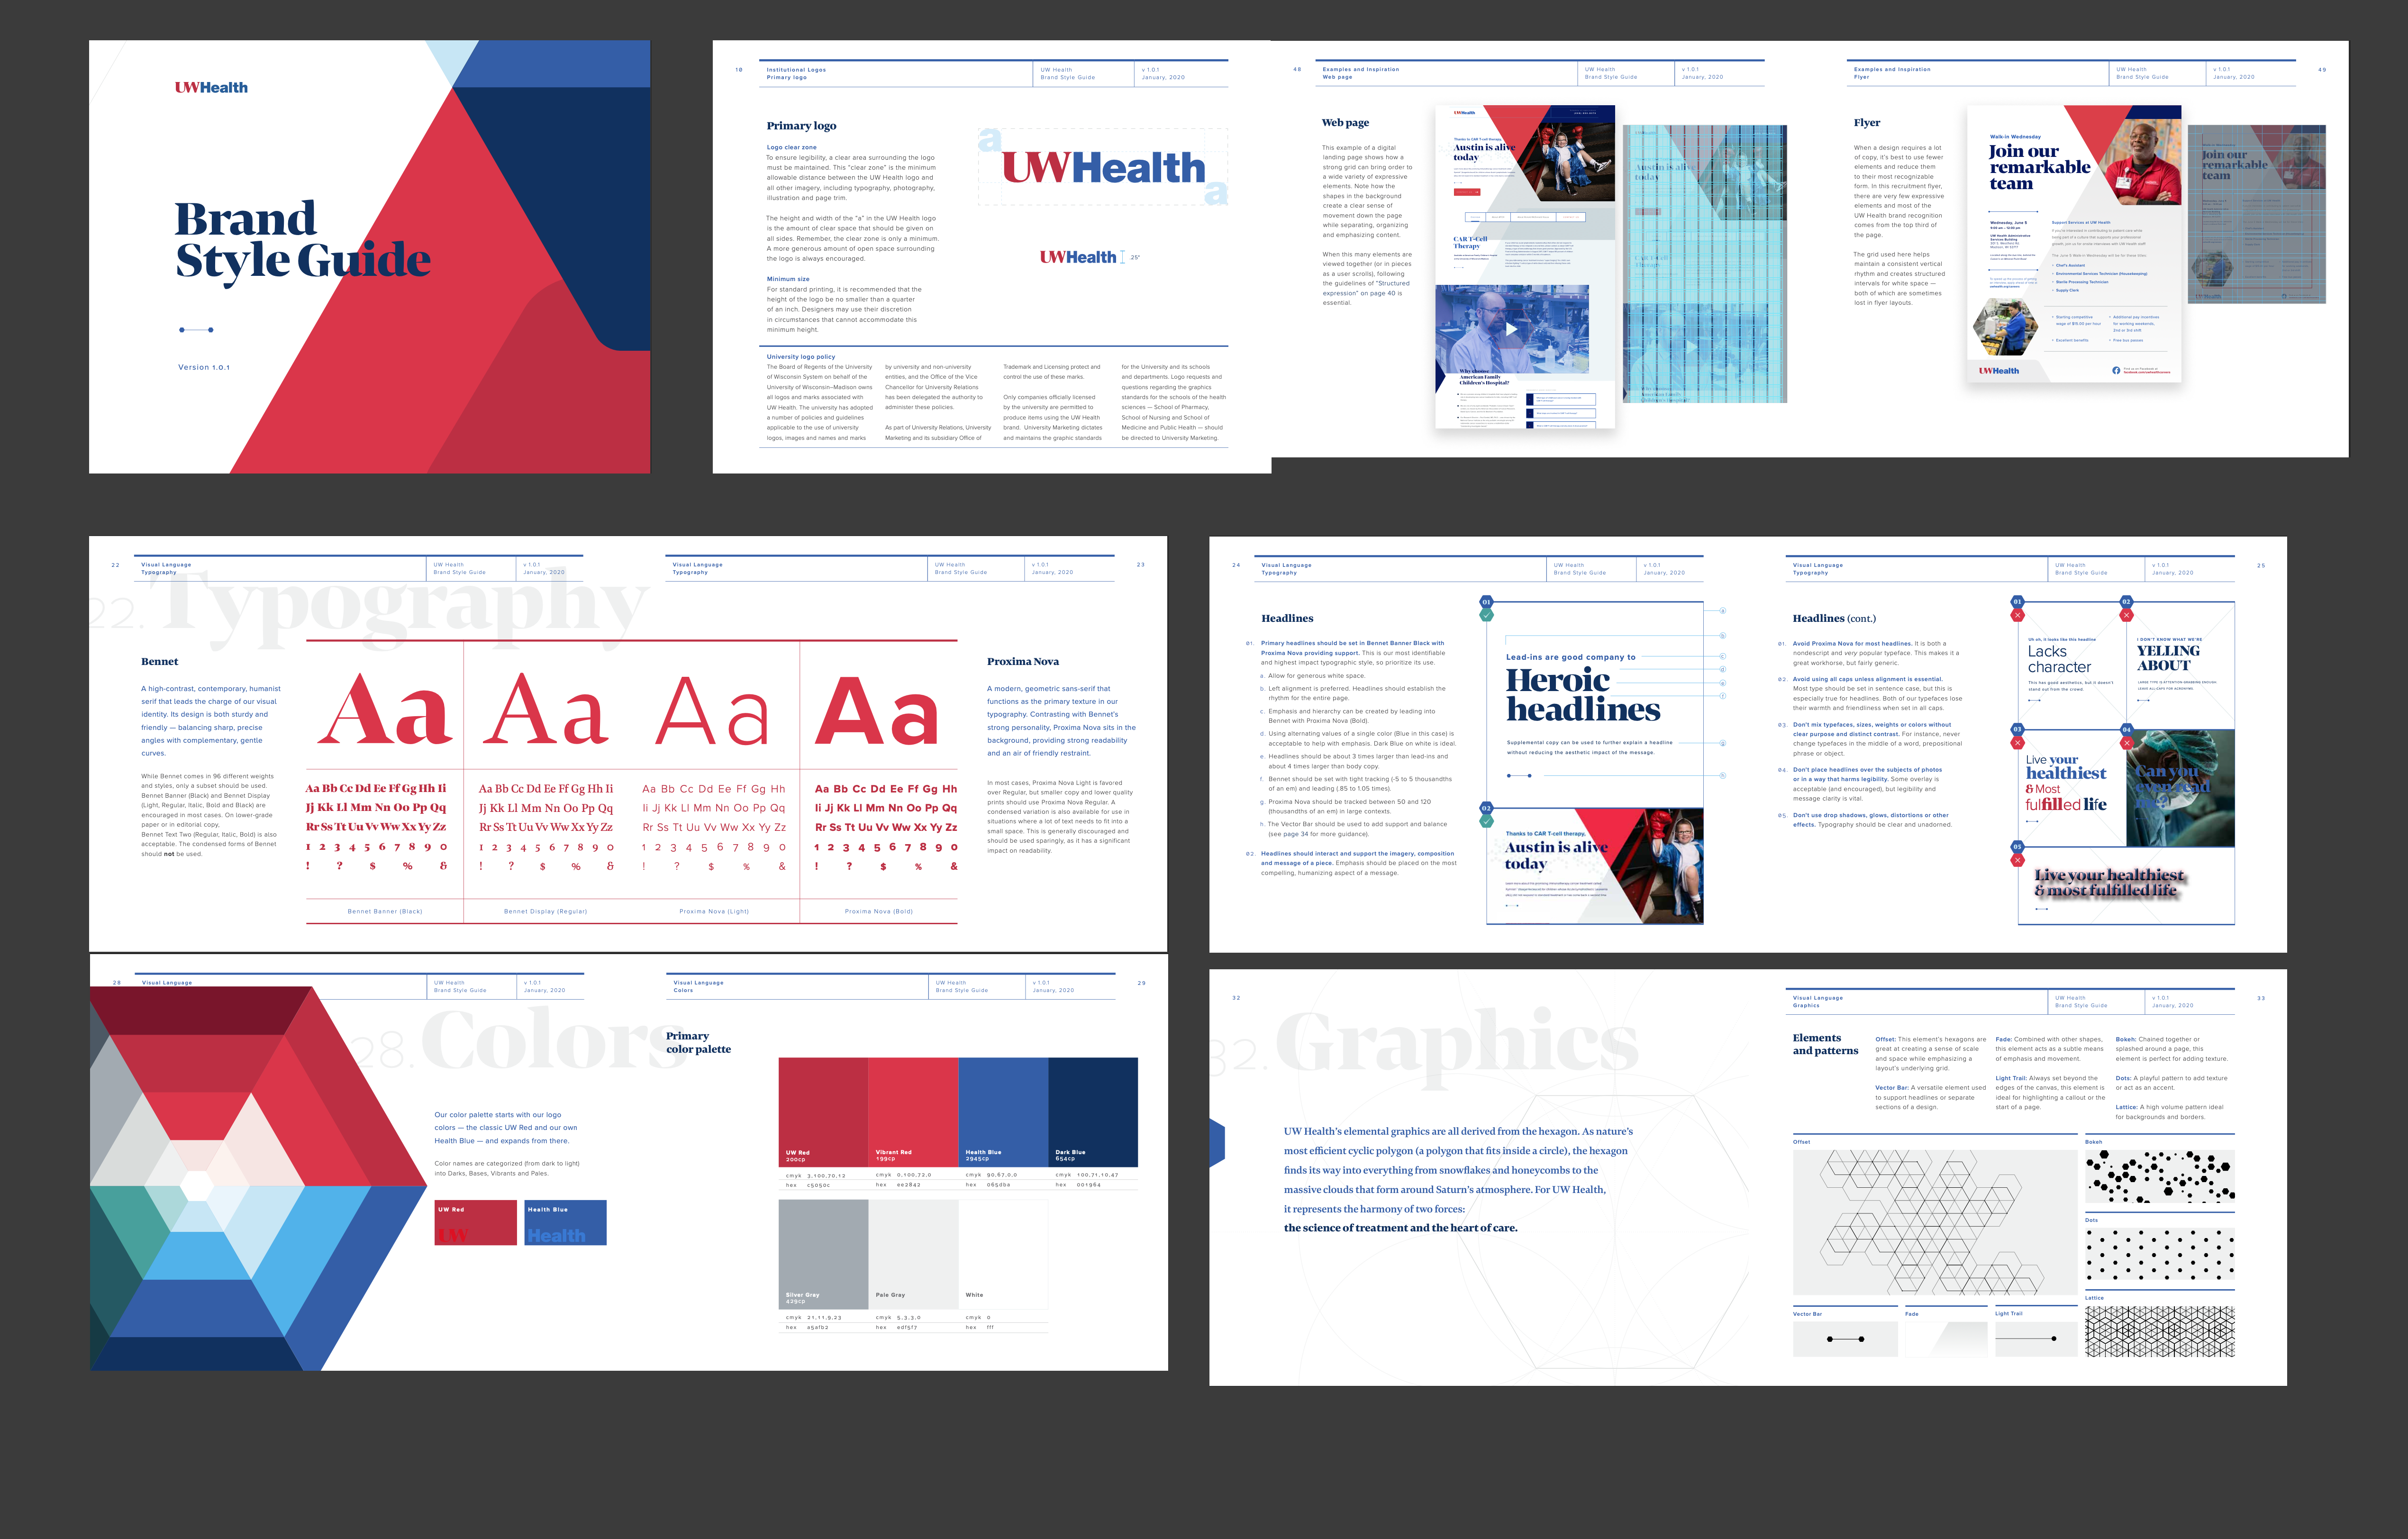 UWHealth
Brand
Style Guide
Version 1.0.1
10
Institutional Logos
Primary logo
UW Health
Brand Style Guide
v 1.0.1
January, 2020
Primary logo
Logo clear zone
To ensure legibility, a clear area surrounding the logo
must be maintained. This “clear zone” is the minimum
allowable distance between the UW Health logo and
all other imagery, including typography, photography,
illustration and page trim.
The height and width of the “a” in the UW Health logo
is the amount of clear space that should be given on
all sides. Remember, the clear zone is only a minimum.
A more generous amount of open space surrounding
the logo is always encouraged.
Minimum size
For standard printing, it is recommended that the
height of the logo be no smaller than a quarter
of an inch. Designers may use their discretion
in circumstances that cannot accommodate this
minimum height.
a
UWHealth
a
UWHealth
.25"
University logo policy
The Board of Regents of the University
of Wisconsin System on behalf of the
University of Wisconsin–Madison owns
all logos and marks associated with
UW Health. The university has adopted
a number of policies and guidelines
applicable to the use of university
logos, images and names and marks
by university and non-university
entities, and the Office of the Vice
Chancellor for University Relations
has been delegated the authority to
administer these policies.
As part of University Relations, University
Marketing and its subsidiary Office of
Trademark and Licensing protect and
control the use of these marks.
Only companies officially licensed
by the university are permitted to
produce items using the UW Health
brand. University Marketing dictates
and maintains the graphic standards
for the University and its schools
and departments. Logo requests and
questions regarding the graphics
standards for the schools of the health
sciences — School of Pharmacy,
School of Nursing and School of
Medicine and Public Health — should
be directed to University Marketing.
48
Examples and Inspiration
Web page
UW Health
Brand Style Guide
v 1.0.1
January, 2020
Web page
This example of a digital
landing page shows how a
strong grid can bring order to
a wide variety of expressive
elements. Note how the
shapes in the background
create a clear sense of
movement down the page
while separating, organizing
and emphasizing content.
When this many elements are
viewed together (or in pieces
as a user scrolls), following
the guidelines of “Structured
expression” on page 40 is
essential.
UWHealth
Thanks to CAR T-cell therapy,
Austin is alive
today
CAR T-Cell
Therapy
Why choose
American Family
Children’s Hospital?
Austin is al
today
Examples and Inspiration
Flyer
UW Health
Brand Style Guide
v 1.0.1
January, 2020
49
Flyer
When a design requires a lot
of copy, it’s best to use fewer
elements and reduce them
to their most recognizable
form. In this recruitment flyer,
there are very few expressive
elements and most of the
UW Health brand recognition
comes from the top third of
the page.
The grid used here helps
maintain a consistent vertical
rhythm and creates structured
intervals for white space —
both of which are sometimes
lost in flyer layouts.
Walk-in Wednesday
Join our
remarkable
team
Wednesday, June 5
UW Health Administrative
Services Building
Support Services at UW Health
Chef’s Assistant
Environmental Services Technician (Housekeeping)
Sterile Processing Technician
Supply Clerk
Starting competitive
wage of $15.00 per hour
Excellent benefits
Additional pay incentives
for working weekends,
2nd or 3rd shift
Free bus passes
UWHealth
Join our
remarkable
team
22
Visual Language
Typography
UW Health
Brand Style Guide
v 1.0.1
January, 2020
Visual Language
Typography
UW Health
Brand Style Guide
v 1.0.1
January, 2020
23
22. Typography
Bennet
A high-contrast, contemporary, humanist
serif that leads the charge of our visual
identity. Its design is both sturdy and
friendly — balancing sharp, precise
angles with complementary, gentle
curves.
While Bennet comes in 96 different weights
and styles, only a subset should be used.
Bennet Banner (Black) and Bennet Display
(Light, Regular, Italic, Bold and Black) are
encouraged in most cases. On lower-grade
paper or in editorial copy,
Bennet Text Two (Regular, Italic, Bold) is also
acceptable. The condensed forms of Bennet
should not be used.
Aa Aa Aa Aa
Aa Bb Cc Dd Ee Ff Gg Hh Ii
Jj Kk Ll Mm Nn Oo Pp Qq
Rr Ss Tt Uu Vv Ww Xx Yy Zz
1 2 3 4 5 6 7 8 9 0
! ? $ % &
Bennet Banner (Black)
Aa Bb Cc Dd Ee Ff Gg Hh Ii
Jj Kk Ll Mm Nn Oo Pp Qq
Rr Ss Tt Uu Vv Ww Xx Yy Zz
1 2 3 4 5 6 7 8 9 0
! ? $ % &
Bennet Display (Regular)
Aa Bb Cc Dd Ee Ff Gg Hh
Ii Jj Kk Ll Mm Nn Oo Pp Qq
Rr Ss Tt Uu Vv Ww Xx Yy Zz
1 2 3 4 5 6 7 8 9 0
! ? $ % &
Proxima Nova (Light)
Aa Bb Cc Dd Ee Ff Gg Hh
Ii Jj Kk Ll Mm Nn Oo Pp Qq
Rr Ss Tt Uu Vv Ww Xx Yy Zz
1 2 3 4 5 6 7 8 9 0
! ? $ % &
Proxima Nova (Bold)
Proxima Nova
A modern, geometric sans-serif that
functions as the primary texture in our
typography. Contrasting with Bennet’s
strong personality, Proxima Nova sits in the
background, providing strong readability
and an air of friendly restraint.
In most cases, Proxima Nova Light is favored
over Regular, but smaller copy and lower quality
prints should use Proxima Nova Regular. A
condensed variation is also available for use in
situations where a lot of text needs to fit into a
small space. This is generally discouraged and
should be used sparingly, as it has a significant
impact on readability.
24
Visual Language
Typography
UW Health
Brand Style Guide
v 1.0.1
January, 2020
Headlines
01. Primary headlines should be set in Bennet Banner Black with
Proxima Nova providing support. This is our most identifiable
and highest impact typographic style, so prioritize its use.
a. Allow for generous white space.
b. Left alignment is preferred. Headlines should establish the
rhythm for the entire page.
c. Emphasis and hierarchy can be created by leading into
Bennet with Proxima Nova (Bold).
d. Using alternating values of a single color (Blue in this case) is
acceptable to help with emphasis. Dark Blue on white is ideal.
e. Headlines should be about 3 times larger than lead-ins and
about 4 times larger than body copy.
f. Bennet should be set with tight tracking (-5 to 5 thousandths
of an em) and leading (.85 to 1.05 times).
g. Proxima Nova should be tracked between 50 and 120
(thousandths of an em) in large contexts.
h. The Vector Bar should be used to add support and balance
(see page 34 for more guidance).
02. Headlines should interact and support the imagery, composition
and message of a piece. Emphasis should be placed on the most
compelling, humanizing aspect of a message.
01
Lead-ins are good company to
Heroic
headlines
Supplemental copy can be used to further explain a headline
without reducing the aesthetic impact of the message.
a
b
c
d
e
f
g
h
02
Thanks to CAR T-cell therapy,
Austin is alive
today
Visual Language
Typography
UW Health
Brand Style Guide
v 1.0.1
January, 2020
25
Headlines (cont.)
01. Avoid Proxima Nova for most headlines. It is both a
nondescript and very popular typeface. This makes it a
great workhorse, but fairly generic.
02. Avoid using all caps unless alignment is essential.
Most type should be set in sentence case, but this is
especially true for headlines. Both of our typefaces lose
their warmth and friendliness when set in all caps.
03. Don’t mix typefaces, sizes, weights or colors without
clear purpose and distinct contrast. For instance, never
change typefaces in the middle of a word, prepositional
phrase or object.
04. Don’t place headlines over the subjects of photos
or in a way that harms legibility. Some overlay is
acceptable (and encouraged), but legibility and
message clarity is vital.
05. Don’t use drop shadows, glows, distortions or other
effects. Typography should be clear and unadorned.
01
Uh oh, it looks like this headline
Lacks
character
This has good aesthetics, but it doesn’t
stand out from the crowd.
02
I DON’T KNOW WHAT WE’RE
YELLING
ABOUT
LARGE TYPE IS ATTENTION-GRABBING ENOUGH.
LEAVE ALL-CAPS FOR ACRONYMS.
03
Live your
healthiest
& Most
fulfilled life
04
Can you
even read
me?
05
Live your healthiest
& most fulfilled life
28
Visual Language
UW Health
Brand Style Guide
v 1.0.1
January, 2020
28. Colors
Our color palette starts with our logo
colors — the classic UW Red and our own
Health Blue — and expands from there.
Color names are categorized (from dark to light)
into Darks, Bases, Vibrants and Pales.
UW Red
UW
Health Blue
Health
Visual Language
Colors
UW Health
Brand Style Guide
v 1.0.1
January, 2020
29
Primary
color palette
UW Red
200cp
cmyk 3,100,70,12
hex c5050c
Vibrant Red
199cp
cmyk 0,100,72,0
hex ee2842
Health Blue
2945cp
cmyk 90,67,0,0
hex 065dba
Dark Blue
654cp
cmyk 100,71,10,47
hex 001964
Silver Gray
429cp
cmyk 21,11,9,23
hex a5afb2
Pale Gray
cmyk 5,3,3,0
hex edf5f7
White
cmyk 0
hex fff
32
32. Graphics
UW Health’s elemental graphics are all derived from the hexagon. As nature’s
most efficient cyclic polygon (a polygon that fits inside a circle), the hexagon
finds its way into everything from snowflakes and honeycombs to the
massive clouds that form around Saturn’s atmosphere. For UW Health,
it represents the harmony of two forces:
the science of treatment and the heart of care.
Visual Language
Graphics
UW Health
Brand Style Guide
v 1.0.1
January, 2020
33
Elements
and patterns
Offset: This element’s hexagons are
great at creating a sense of scale
and space while emphasizing a
layout’s underlying grid.
Vector Bar: A versatile element used
to support headlines or separate
sections of a design.
Fade: Combined with other shapes,
this element acts as a subtle means
of emphasis and movement.
Light Trail: Always set beyond the
edges of the canvas, this element is
ideal for highlighting a callout or the
start of a page.
Bokeh: Chained together or
splashed around a page, this
element is perfect for adding texture.
Dots: A playful pattern to add texture
or act as an accent.
Lattice: A high volume pattern ideal
for backgrounds and borders.
Offset
Bokeh
Dots
Lattice
Vector Bar
Fade
Light Trail